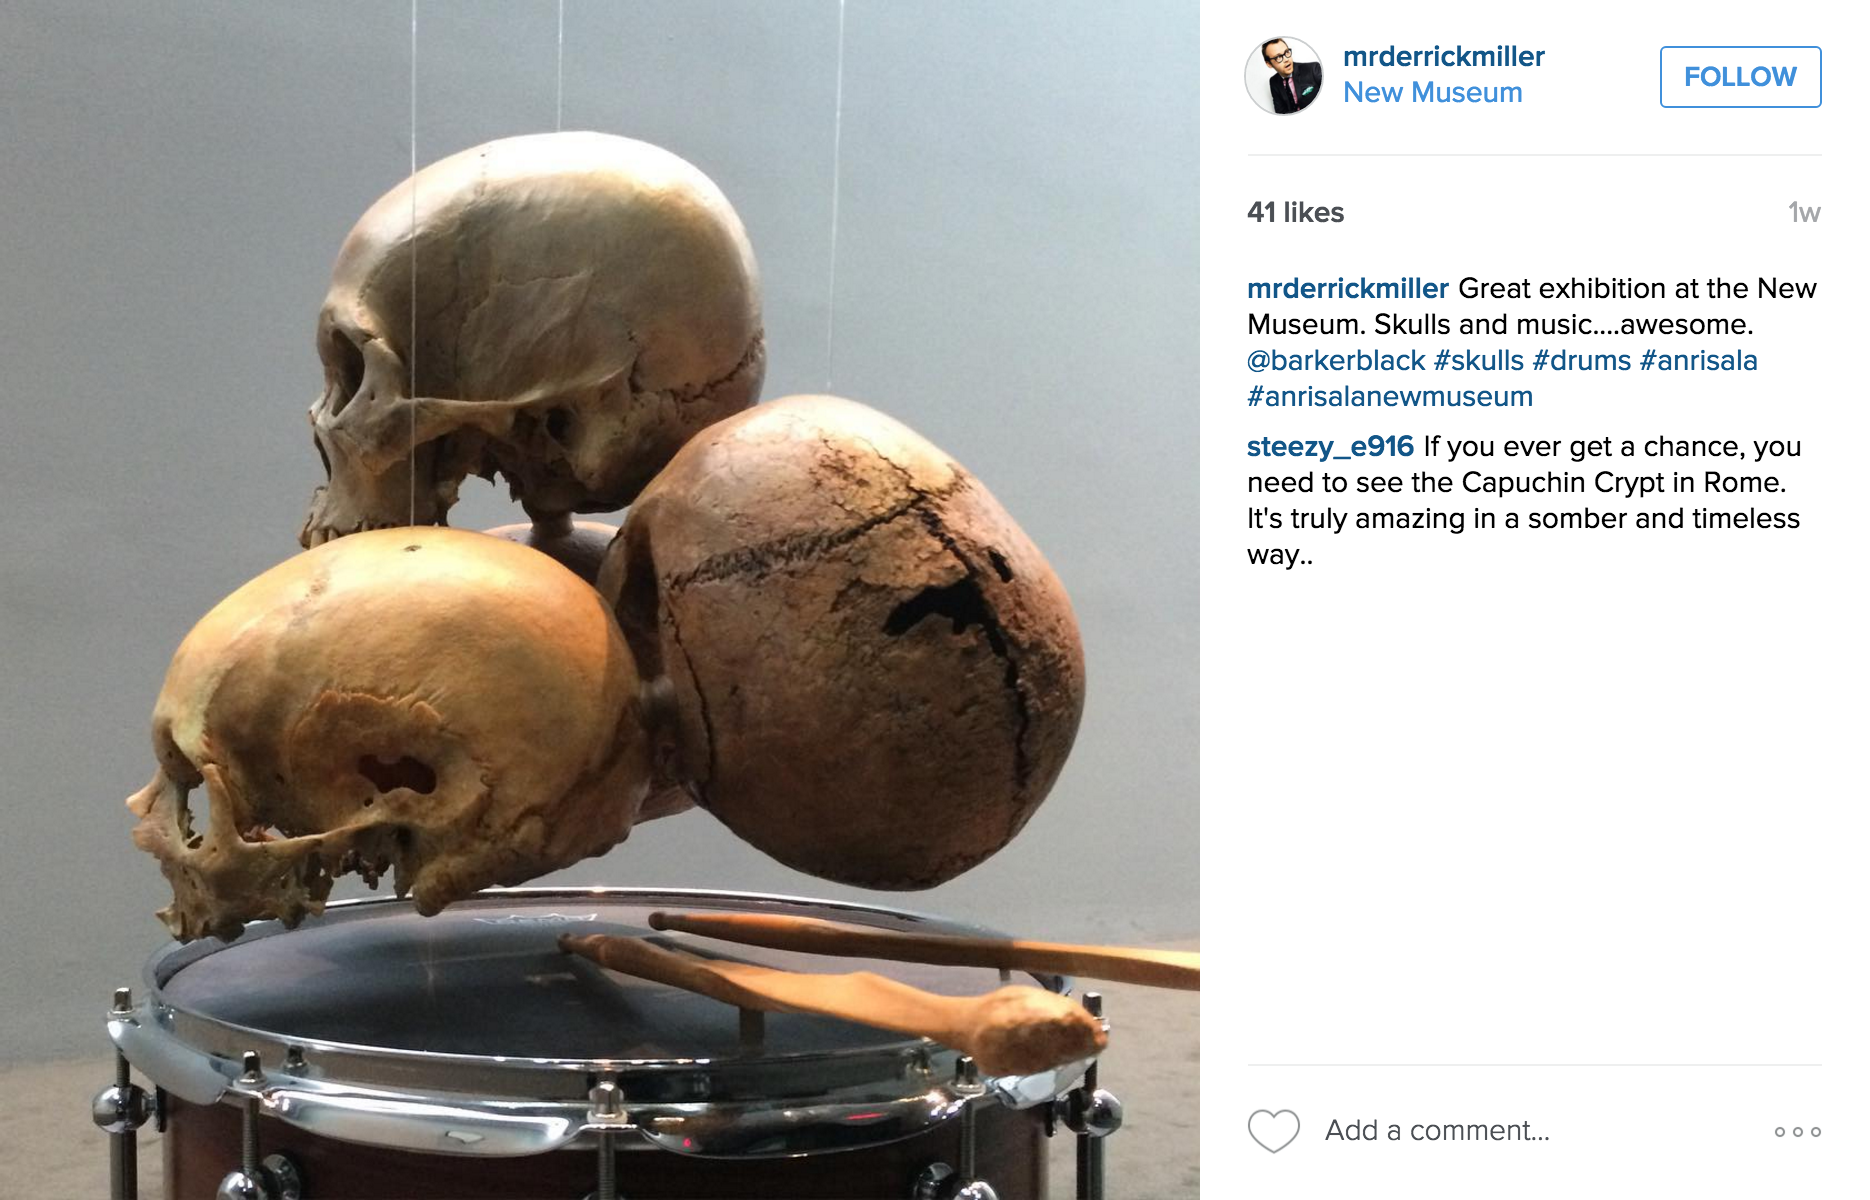 mrderrickmiller
New Museum
FOLLOW
41 likes
1w
mrderrickmiller Great exhibition at the New
Museum. Skulls and music....awesome.
@barkerblack #skulls #drums #anrisala
#anrisalanewmuseum
steezy_e916 If you ever get a chance, you
need to see the Capuchin Crypt in Rome.
It's truly amazing in a somber and timeless
way..
Add a comment...